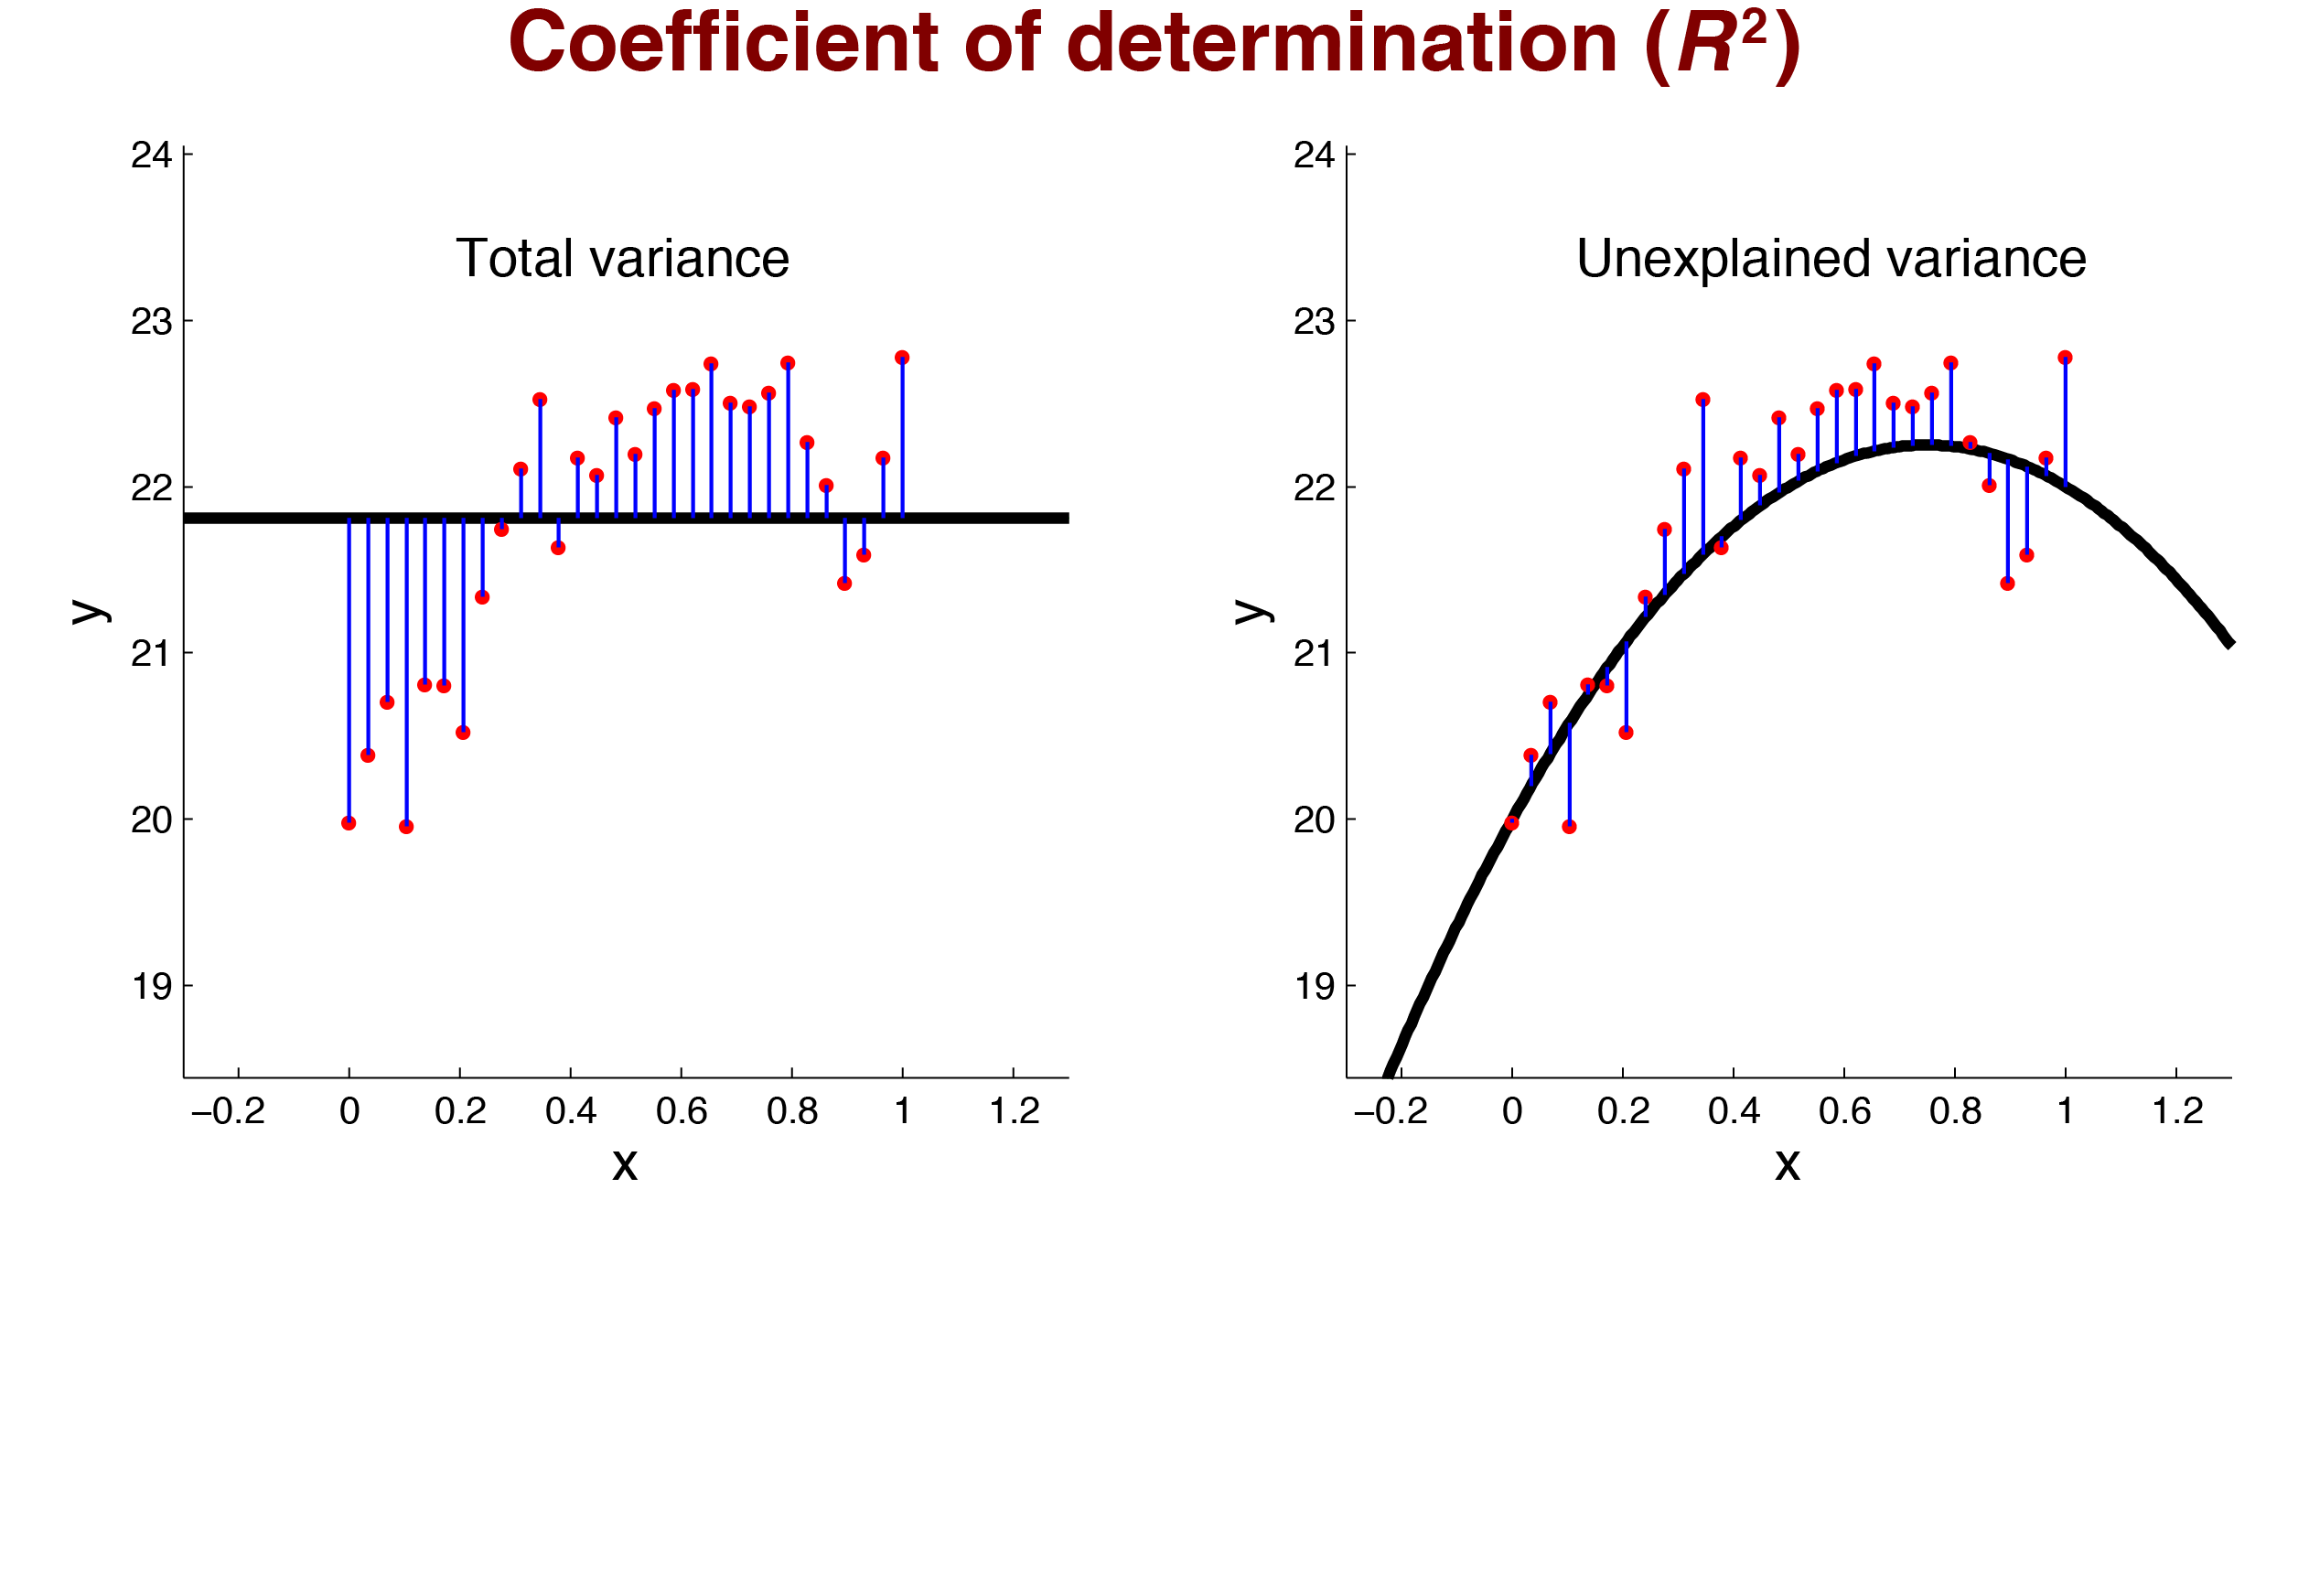 Coefficient of determination (R²)
Total variance
24
23
22
21
20
19
y
−0.2 0 0.2 0.4 0.6 0.8 1 1.2
x
Unexplained variance
24
23
22
21
20
19
y
−0.2 0 0.2 0.4 0.6 0.8 1 1.2
x